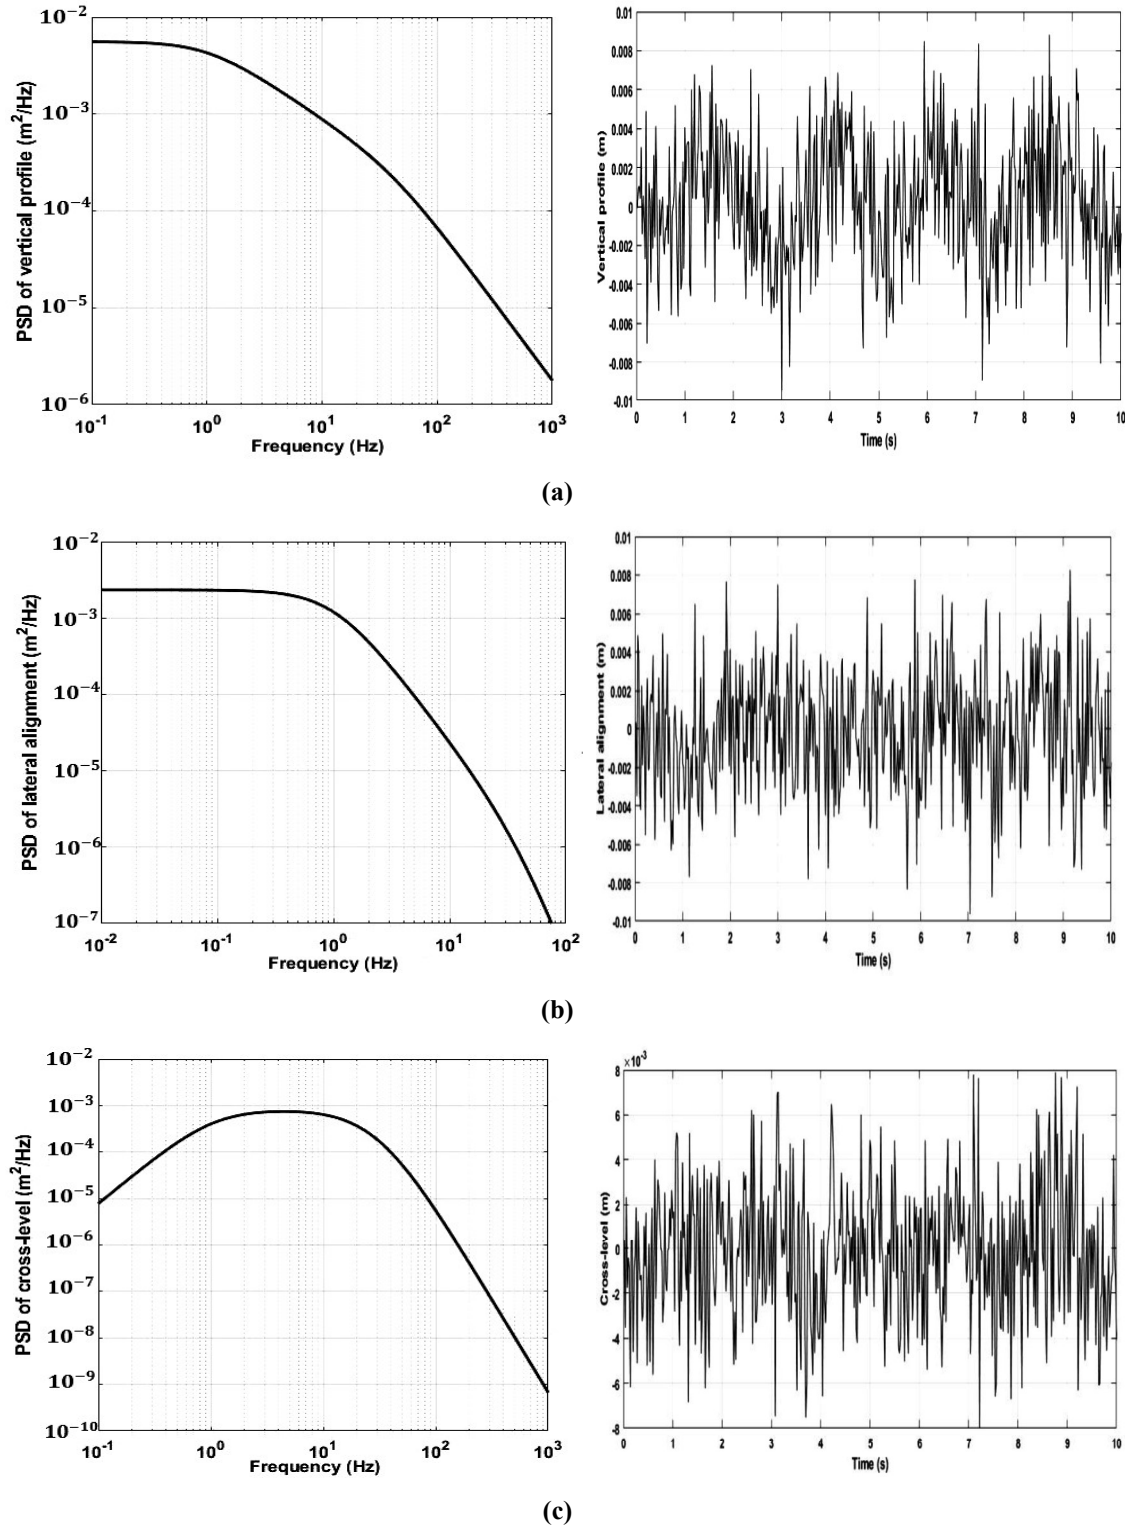 10^-2
10^-3
10^-4
10^-5
10^-6
PSD of vertical profile (m^2/Hz)
10^-1 10^0 10^1 10^2 10^3
Frequency (Hz)
0.01
0.008
0.006
0.004
0.002
0
-0.002
-0.004
-0.006
-0.008
-0.01
Vertical profile (m)
0 1 2 3 4 5 6 7 8 9 10
Time (s)
(a)
10^-2
10^-3
10^-4
10^-5
10^-6
10^-7
PSD of lateral alignment (m^2/Hz)
10^-2 10^-1 10^0 10^1 10^2
Frequency (Hz)
0.01
0.008
0.006
0.004
0.002
0
-0.002
-0.004
-0.006
-0.008
-0.01
Lateral alignment (m)
0 1 2 3 4 5 6 7 8 9 10
Time (s)
(b)
10^-2
10^-3
10^-4
10^-5
10^-6
10^-7
10^-8
10^-9
10^-10
PSD of cross-level (m^2/Hz)
10^-1 10^0 10^1 10^2 10^3
Frequency (Hz)
×10^-3
8
6
4
2
0
-2
-4
-6
-8
Cross-level (m)
0 1 2 3 4 5 6 7 8 9 10
Time (s)
(c)